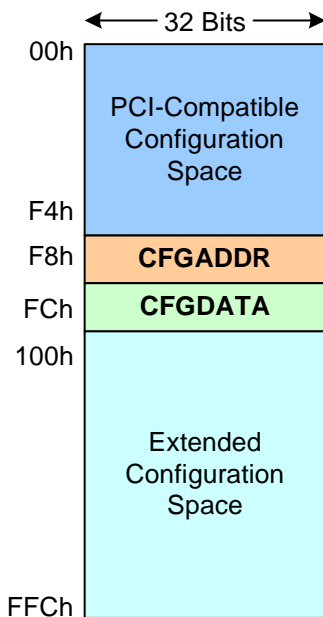 32 Bits
00h
PCI-Compatible
Configuration
Space
F4h
F8h
CFGADDR
FCh
CFGDATA
100h
Extended
Configuration
Space
FFCh